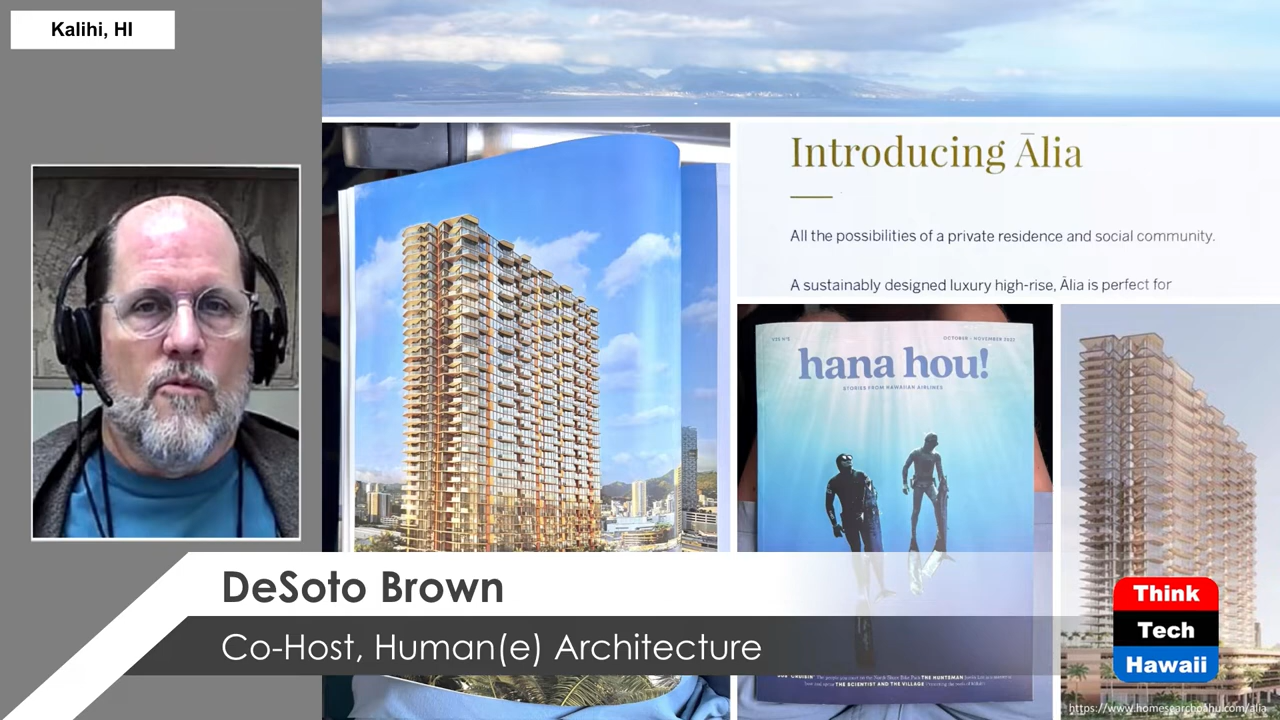 Kalihi, HI
Introducing Ālia
All the possibilities of a private residence and social community.
A sustainably designed luxury high-rise, Ālia is perfect for
OCTOBER - NOVEMBER
hana hou!
STORIES FROM HAWAIIAN AIRLINES
DeSoto Brown
Co-Host, Human(e) Architecture
THE HUNTSMAN
THE SCIENTIST AND THE VILLAGE
Think
Tech
Hawaii
https://www.homesearchoahu.com/alia